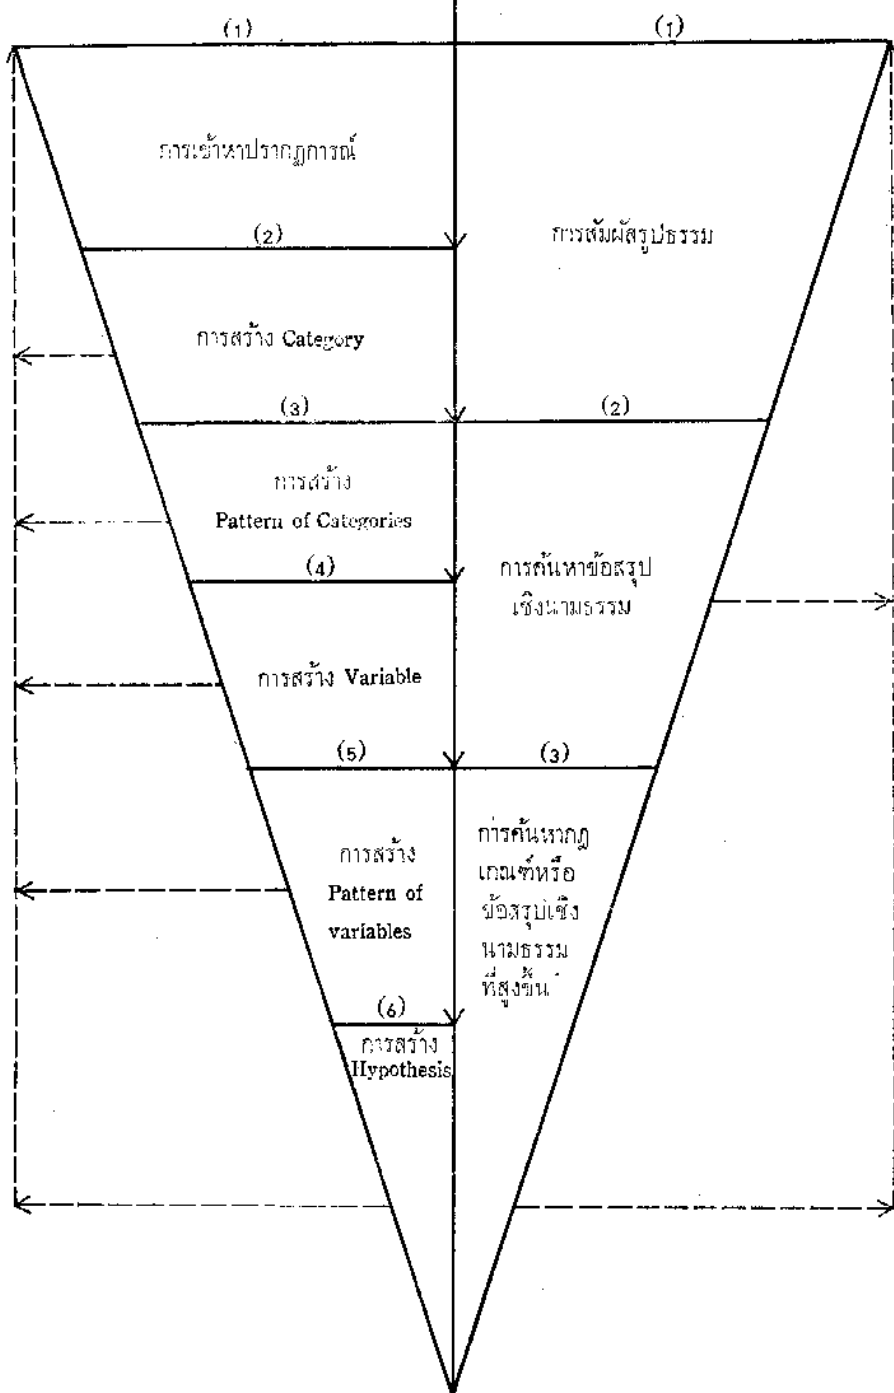 (1)
(1)
การเข้าหาปรากฏการณ์
(2)
การสัมผัสรูปธรรม
การสร้าง Category
(3)
(2)
การสร้าง
Pattern of Categories
(4)
การค้นหาข้อสรุป
เชิงนามธรรม
การสร้าง Variable
(5)
(3)
การสร้าง
Pattern of
variables
การค้นหากฎ
เกณฑ์หรือ
ข้อสรุปเชิง
นามธรรม
ที่สูงขึ้น
(6)
การสร้าง
Hypothesis